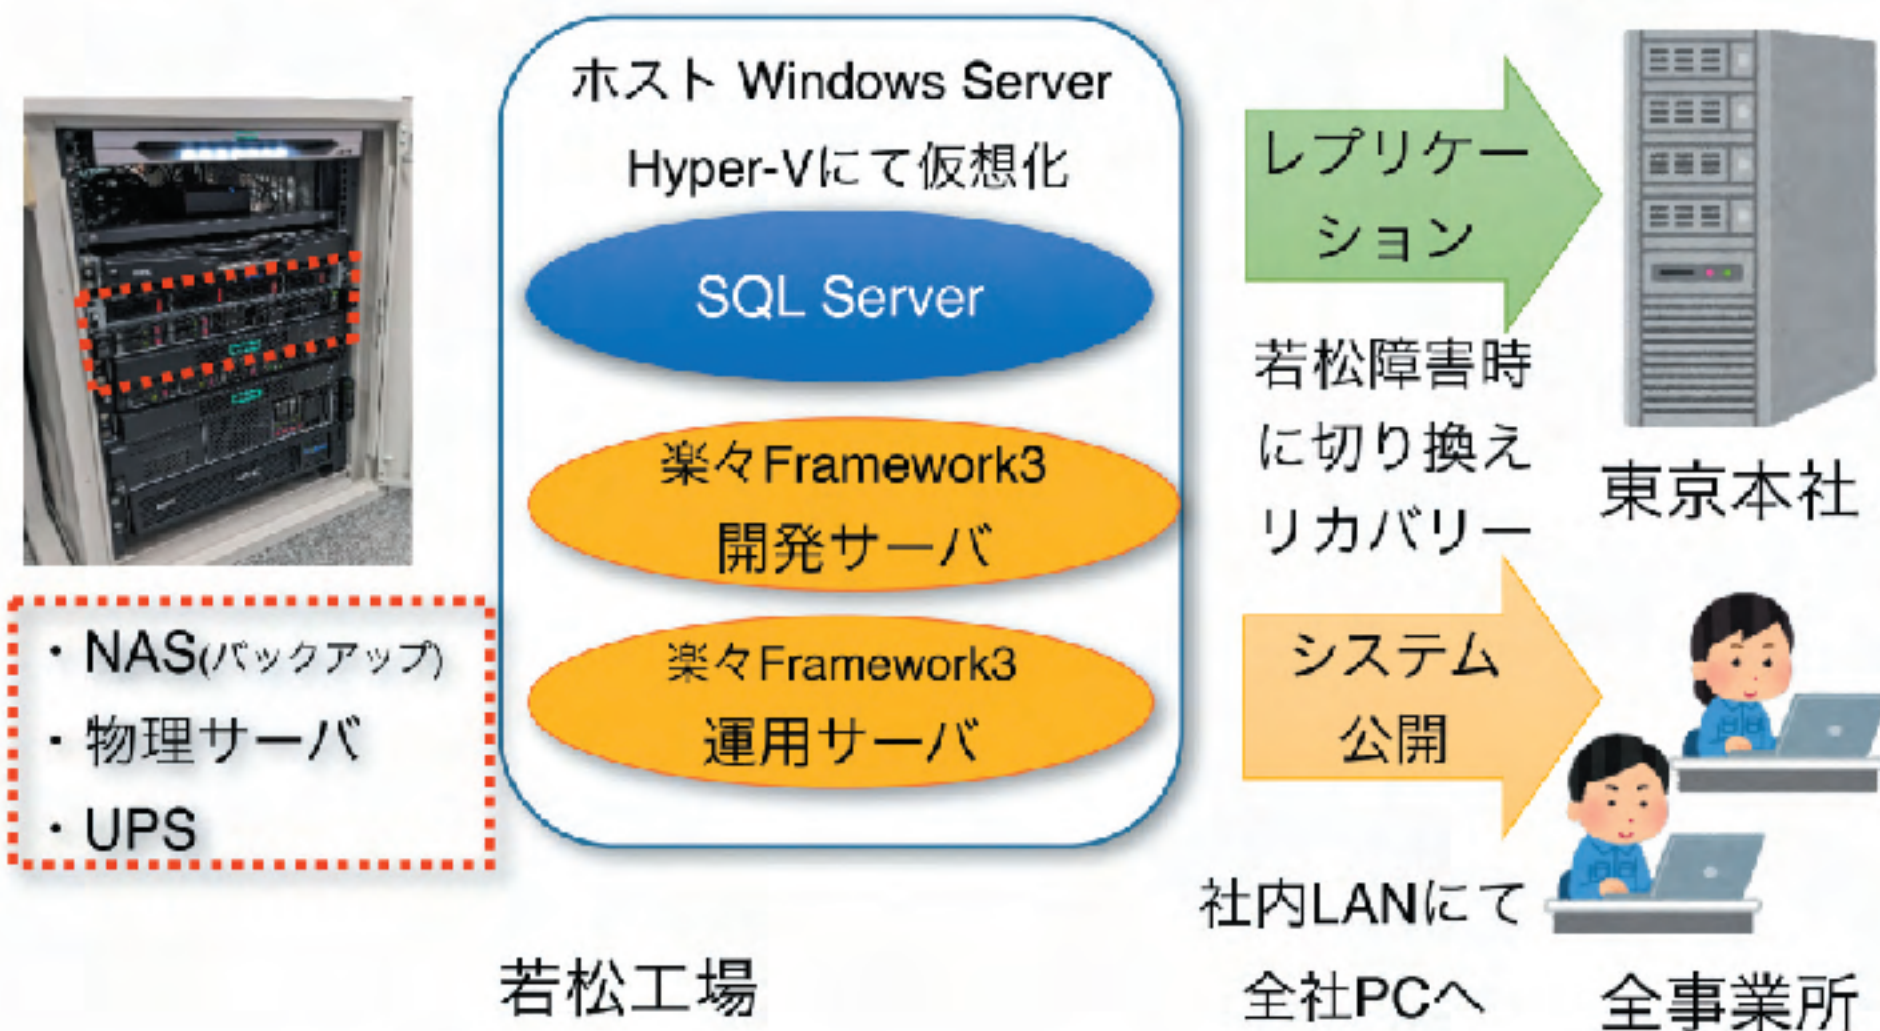 ホスト Windows Server
Hyper-Vにて仮想化
SQL Server
楽々Framework3
開発サーバ
楽々Framework3
運用サーバ
・NAS(バックアップ)
・物理サーバ
・UPS
若松工場
レプリケー
ション
若松障害時
に切り換え
リカバリー
東京本社
システム
公開
社内LANにて
全社PCへ
全事業所